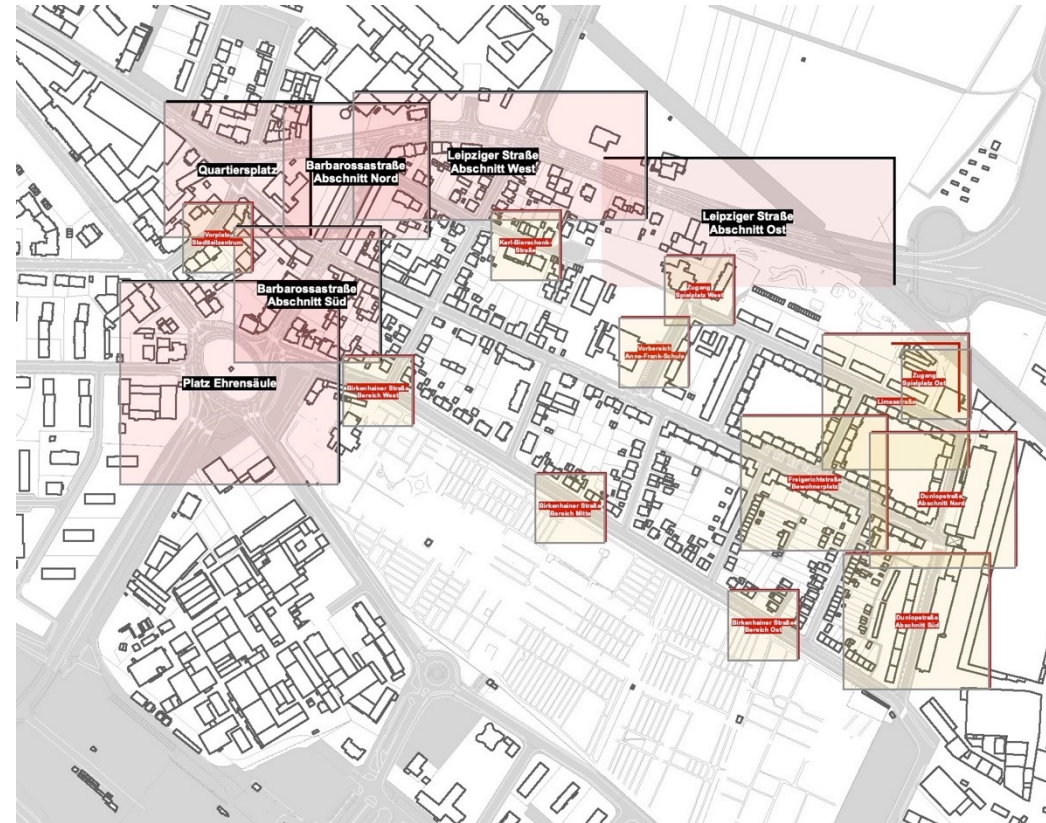 Quartiersplatz
Barbarossastraße
Abschnitt Nord
Leipziger Straße
Abschnitt West
Leipziger Straße
Abschnitt Ost
Vorplatz
Stadtteilzentrum
Karl-Bierschenk-
Straße
Barbarossastraße
Abschnitt Süd
Zugang
Spielplatz West
Vorbereich
Anne-Frank-Schule
Platz Ehrensäule
Birkenhainer Straße
Bereich West
Zugang
Spielplatz Ost
Limesstraße
Freigerichtstraße
Bewohnerplatz
Dunlopstraße
Abschnitt Nord
Birkenhainer Straße
Bereich Mitte
Birkenhainer Straße
Bereich Ost
Dunlopstraße
Abschnitt Süd